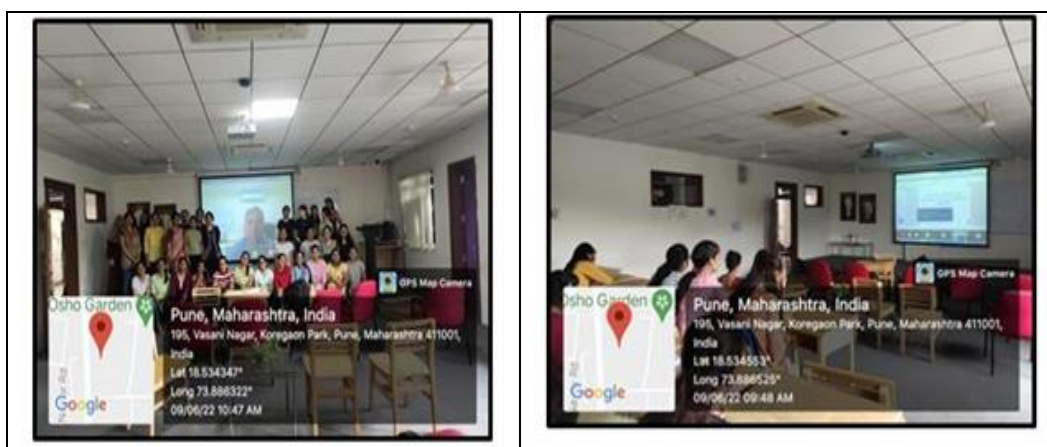 GPS Map Camera
Osho Garden
Pune, Maharashtra, India
195, Vasani Nagar, Koregaon Park, Pune, Maharashtra 411001,
India
Lat 18.534347°
Long 73.886322°
09/06/22 10:47 AM
Google
GPS Map Camera
Osho Garden
Pune, Maharashtra, India
195, Vasani Nagar, Koregaon Park, Pune, Maharashtra 411001,
India
Lat 18.534553°
Long 73.886525°
09/06/22 09:48 AM
Google